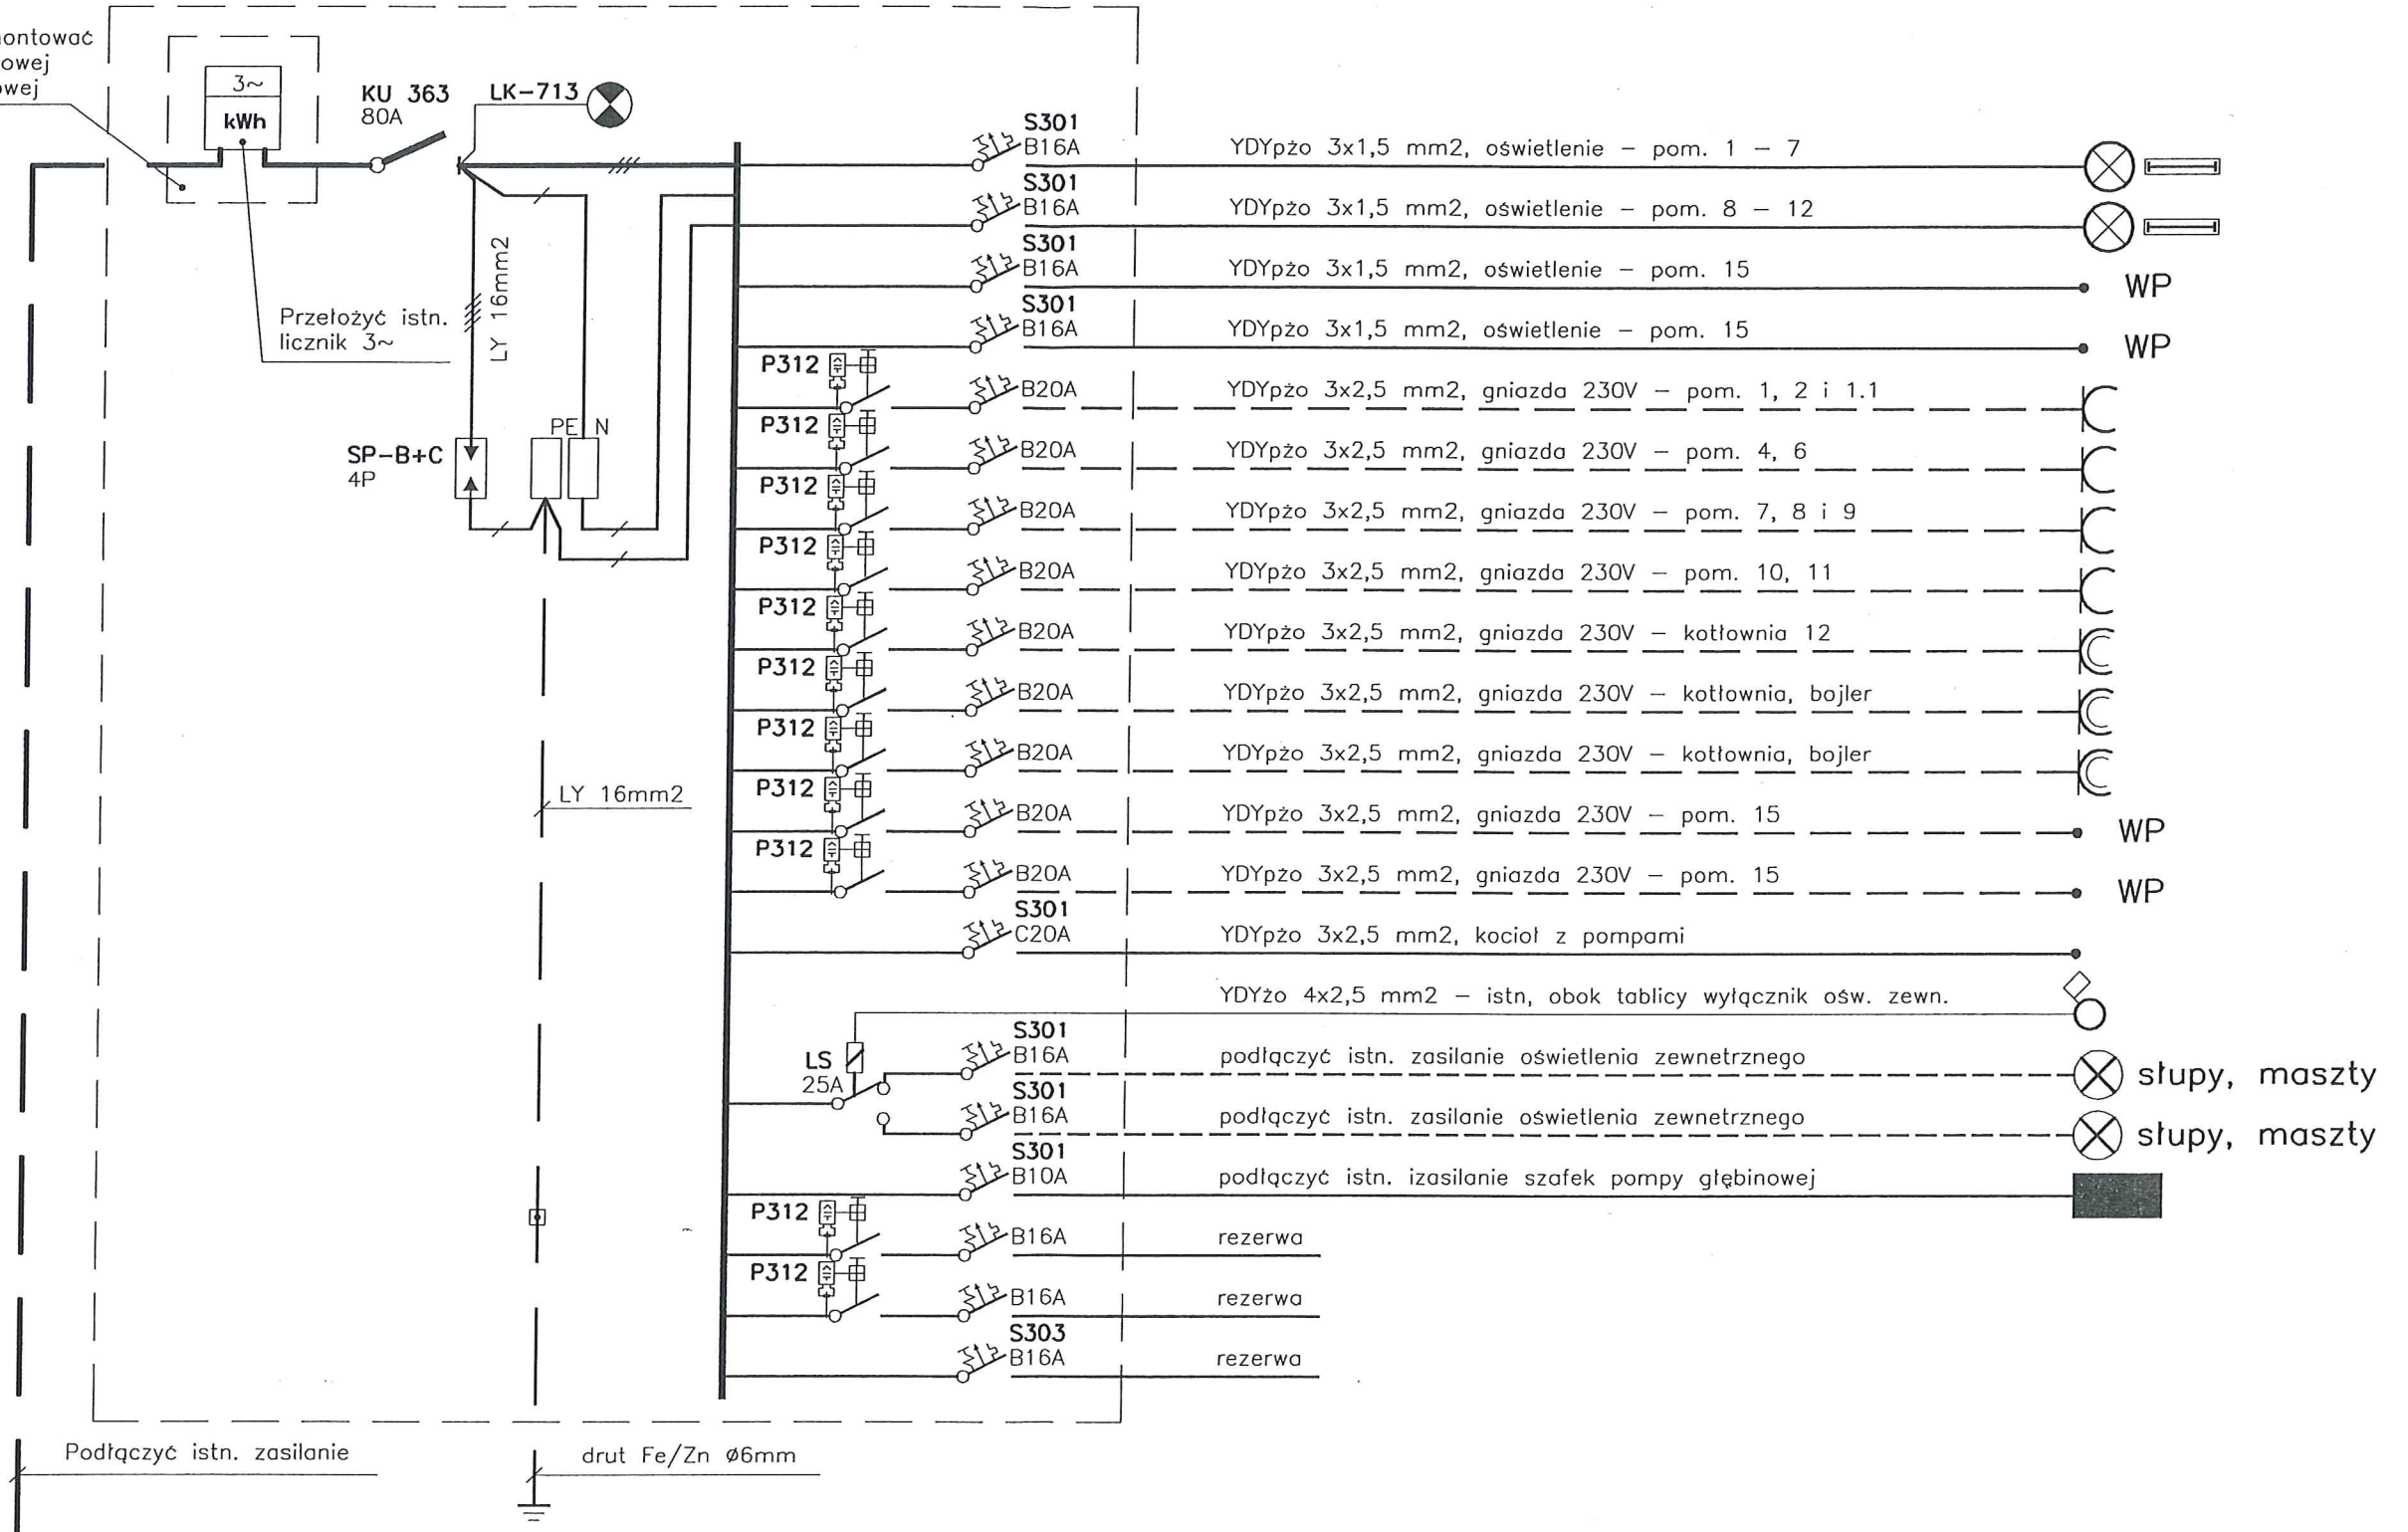 ontować
owej
owej
3~
kWh
KU 363
80A
LK-713
Przełożyć istn.
licznik 3~
LY 16mm2
SP-B+C
4P
PE N
LY 16mm2
S301
B16A
YDYpżo 3x1,5 mm2, oświetlenie – pom. 1 – 7
S301
B16A
YDYpżo 3x1,5 mm2, oświetlenie – pom. 8 – 12
S301
B16A
YDYpżo 3x1,5 mm2, oświetlenie – pom. 15
WP
S301
B16A
YDYpżo 3x1,5 mm2, oświetlenie – pom. 15
WP
P312
B20A
YDYpżo 3x2,5 mm2, gniazda 230V – pom. 1, 2 i 1.1
P312
B20A
YDYpżo 3x2,5 mm2, gniazda 230V – pom. 4, 6
P312
B20A
YDYpżo 3x2,5 mm2, gniazda 230V – pom. 7, 8 i 9
P312
B20A
YDYpżo 3x2,5 mm2, gniazda 230V – pom. 10, 11
P312
B20A
YDYpżo 3x2,5 mm2, gniazda 230V – kotłownia 12
P312
B20A
YDYpżo 3x2,5 mm2, gniazda 230V – kotłownia, bojler
P312
B20A
YDYpżo 3x2,5 mm2, gniazda 230V – kotłownia, bojler
P312
B20A
YDYpżo 3x2,5 mm2, gniazda 230V – pom. 15
WP
P312
B20A
YDYpżo 3x2,5 mm2, gniazda 230V – pom. 15
WP
S301
C20A
YDYpżo 3x2,5 mm2, kocioł z pompami
YDYżo 4x2,5 mm2 – istn, obok tablicy wyłącznik ośw. zewn.
LS
25A
S301
B16A
podłączyć istn. zasilanie oświetlenia zewnetrznego
słupy, maszty
S301
B16A
podłączyć istn. zasilanie oświetlenia zewnetrznego
słupy, maszty
S301
B10A
podłączyć istn. izasilanie szafek pompy głębinowej
P312
B16A
rezerwa
P312
B16A
rezerwa
S303
B16A
rezerwa
Podłączyć istn. zasilanie
drut Fe/Zn ø6mm